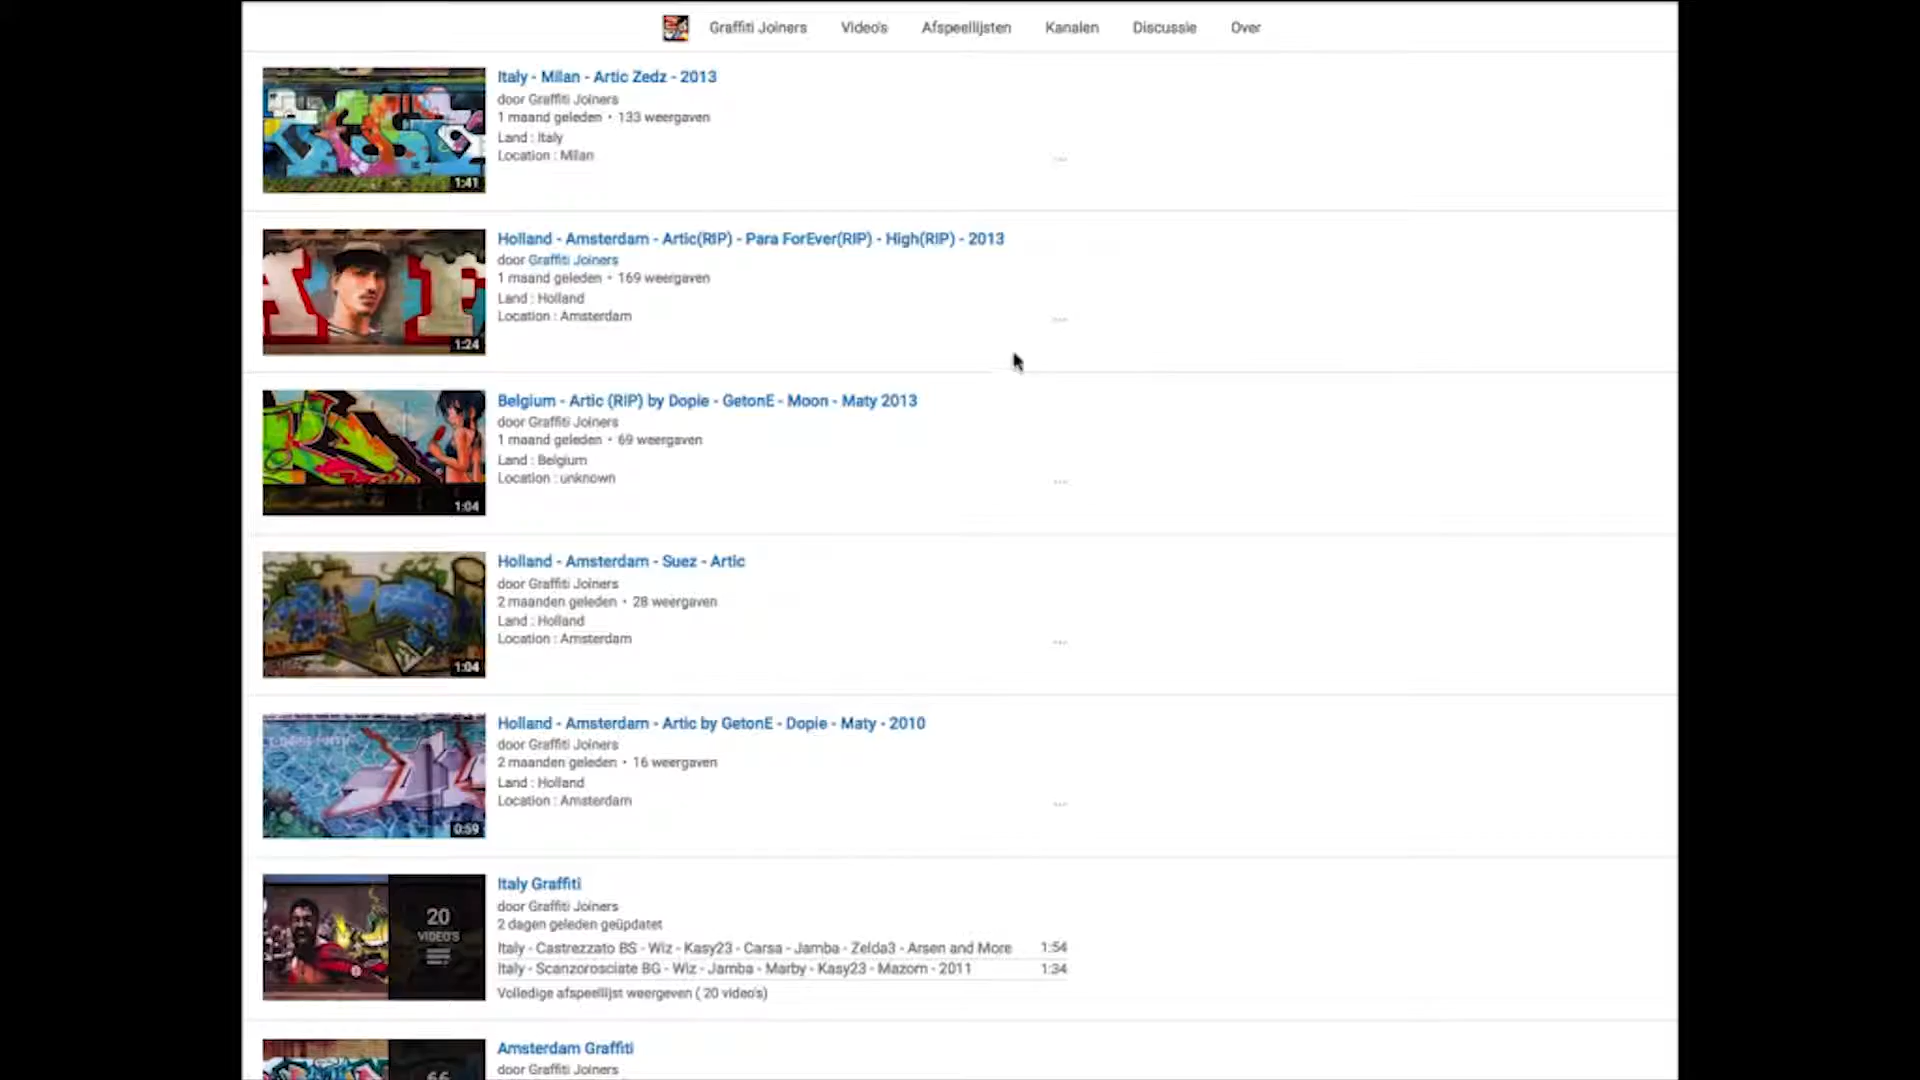 Graffiti Joiners Video's Afspeellijsten Kanalen Discussie Over
Italy - Milan - Artic Zedz - 2013
door Graffiti Joiners
1 maand geleden • 133 weergaven
Land : Italy
Location : Milan
1:41
Holland - Amsterdam - Artic(RIP) - Para ForEver(RIP) - High(RIP) - 2013
door Graffiti Joiners
1 maand geleden • 169 weergaven
Land : Holland
Location : Amsterdam
1:24
Belgium - Artic (RIP) by Dopie - GetonE - Moon - Maty 2013
door Graffiti Joiners
1 maand geleden • 69 weergaven
Land : Belgium
Location : unknown
1:04
Holland - Amsterdam - Suez - Artic
door Graffiti Joiners
2 maanden geleden • 28 weergaven
Land : Holland
Location : Amsterdam
1:04
Holland - Amsterdam - Artic by GetonE - Dopie - Maty - 2010
door Graffiti Joiners
2 maanden geleden • 16 weergaven
Land : Holland
Location : Amsterdam
0:59
Italy Graffiti
door Graffiti Joiners
2 dagen geleden geüpdatet
20
VIDEO'S
Italy - Castrezzato BS - Wiz - Kasy23 - Carsa - Jamba - Zelda3 - Arsen and More 1:54
Italy - Scanzorosciate BG - Wiz - Jamba - Marby - Kasy23 - Mazom - 2011 1:34
Volledige afspeellijst weergeven ( 20 video's)
Amsterdam Graffiti
door Graffiti Joiners